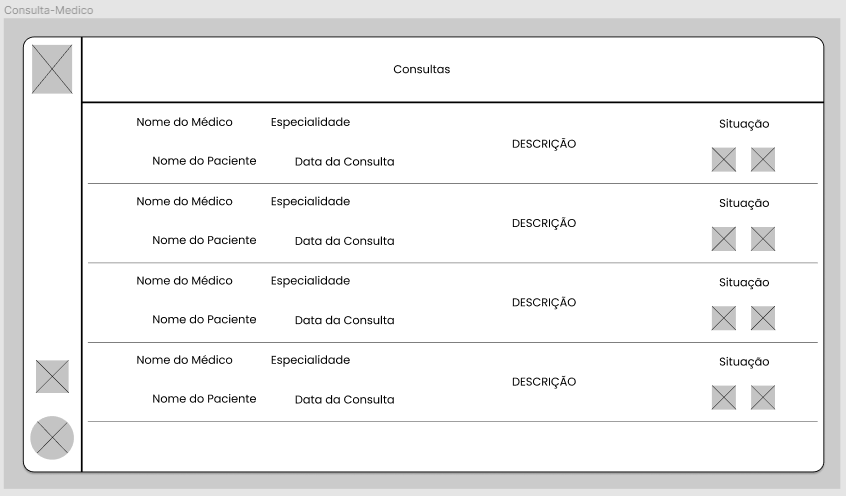 Consulta-Medico
Consultas
Nome do Médico Especialidade
DESCRIÇÃO
Situação
Nome do Paciente Data da Consulta
Nome do Médico Especialidade
DESCRIÇÃO
Situação
Nome do Paciente Data da Consulta
Nome do Médico Especialidade
DESCRIÇÃO
Situação
Nome do Paciente Data da Consulta
Nome do Médico Especialidade
DESCRIÇÃO
Situação
Nome do Paciente Data da Consulta